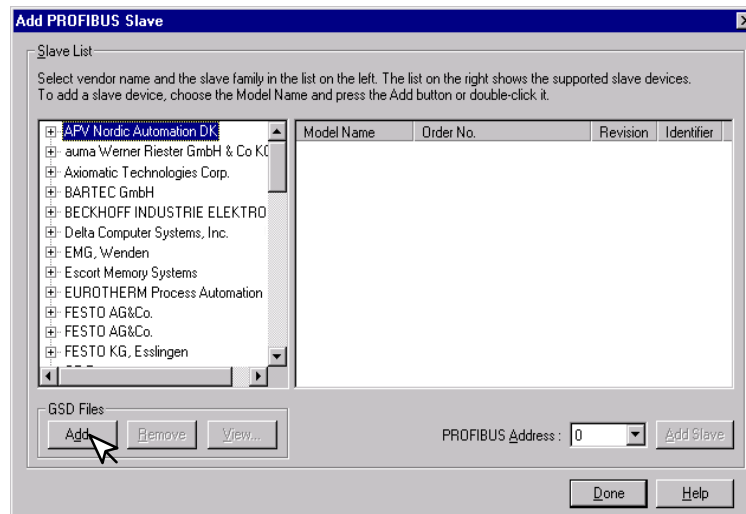 Add PROFIBUS Slave
Slave List
Select vendor name and the slave family in the list on the left. The list on the right shows the supported slave devices.
To add a slave device, choose the Model Name and press the Add button or double-click it.
APV Nordic Automation DK
auma Werner Riester GmbH & Co KG
Axiomatic Technologies Corp.
BARTEC GmbH
BECKHOFF INDUSTRIE ELEKTRO
Delta Computer Systems, Inc.
EMG, Wenden
Escort Memory Systems
EUROTHERM Process Automation
FESTO AG&Co.
FESTO AG&Co.
FESTO KG, Esslingen
Model Name Order No. Revision Identifier
GSD Files
Add... Remove View...
PROFIBUS Address : 0 Add Slave
Done Help